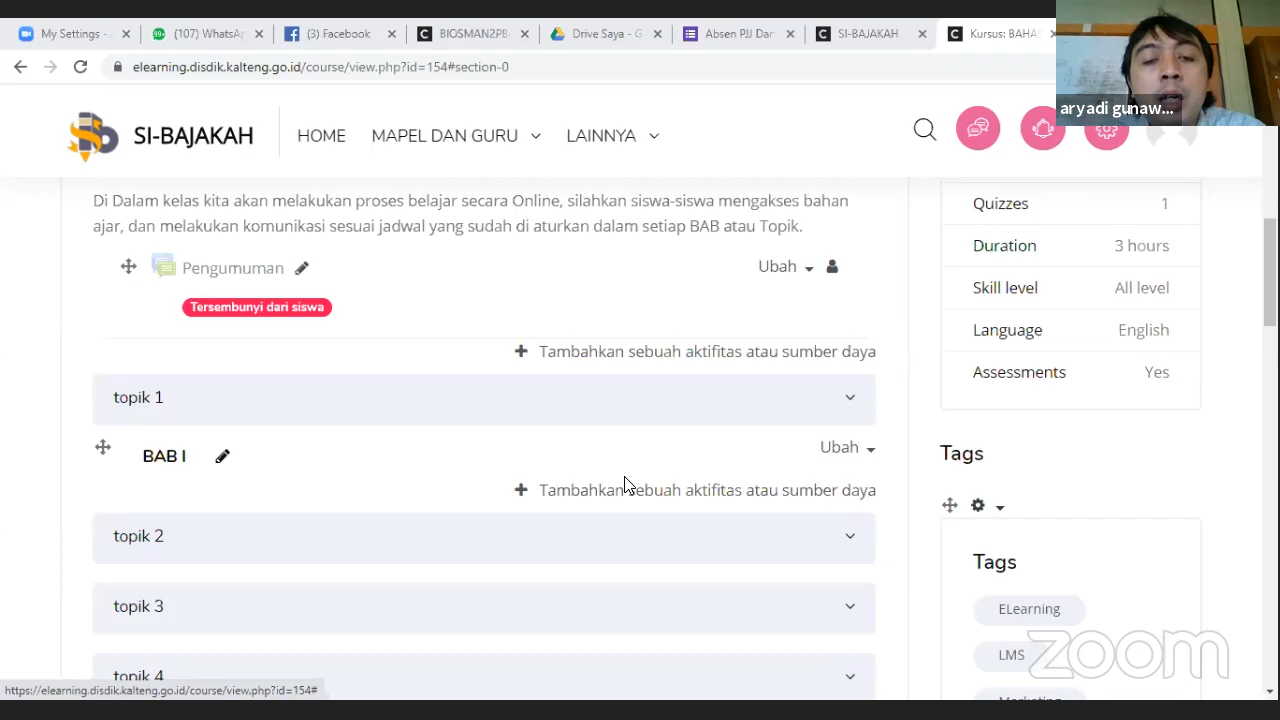 My Settings -
(107) WhatsAp
(3) Facebook
BIOSMAN2PB
Drive Saya - G
Absen PJJ Dar
SI-BAJAKAH
Kursus: BAHAS
elearning.disdik.kalteng.go.id/course/view.php?id=154#section-0
aryadi gunaw...
SI-BAJAKAH
HOME
MAPEL DAN GURU
LAINNYA
Di Dalam kelas kita akan melakukan proses belajar secara Online, silahkan siswa-siswa mengakses bahan
ajar, dan melakukan komunikasi sesuai jadwal yang sudah di aturkan dalam setiap BAB atau Topik.
Pengumuman
Ubah
Tersembunyi dari siswa
Tambahkan sebuah aktifitas atau sumber daya
topik 1
BAB I
Ubah
Tambahkan sebuah aktifitas atau sumber daya
topik 2
topik 3
topik 4
Quizzes 1
Duration 3 hours
Skill level All level
Language English
Assessments Yes
Tags
Tags
ELearning
LMS
Marketing
zoom
https://elearning.disdik.kalteng.go.id/course/view.php?id=154#